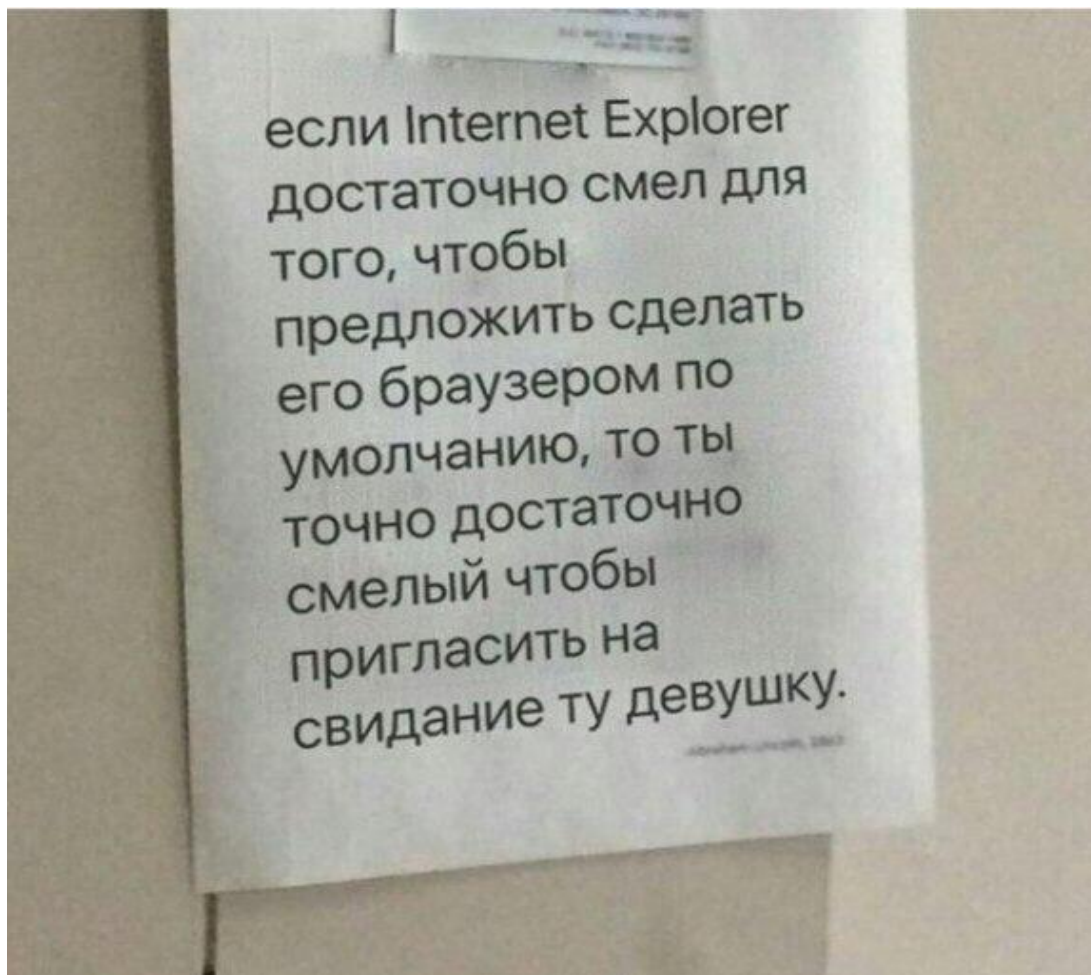 если Internet Explorer
достаточно смел для
того, чтобы
предложить сделать
его браузером по
умолчанию, то ты
точно достаточно
смелый чтобы
пригласить на
свидание ту девушку.